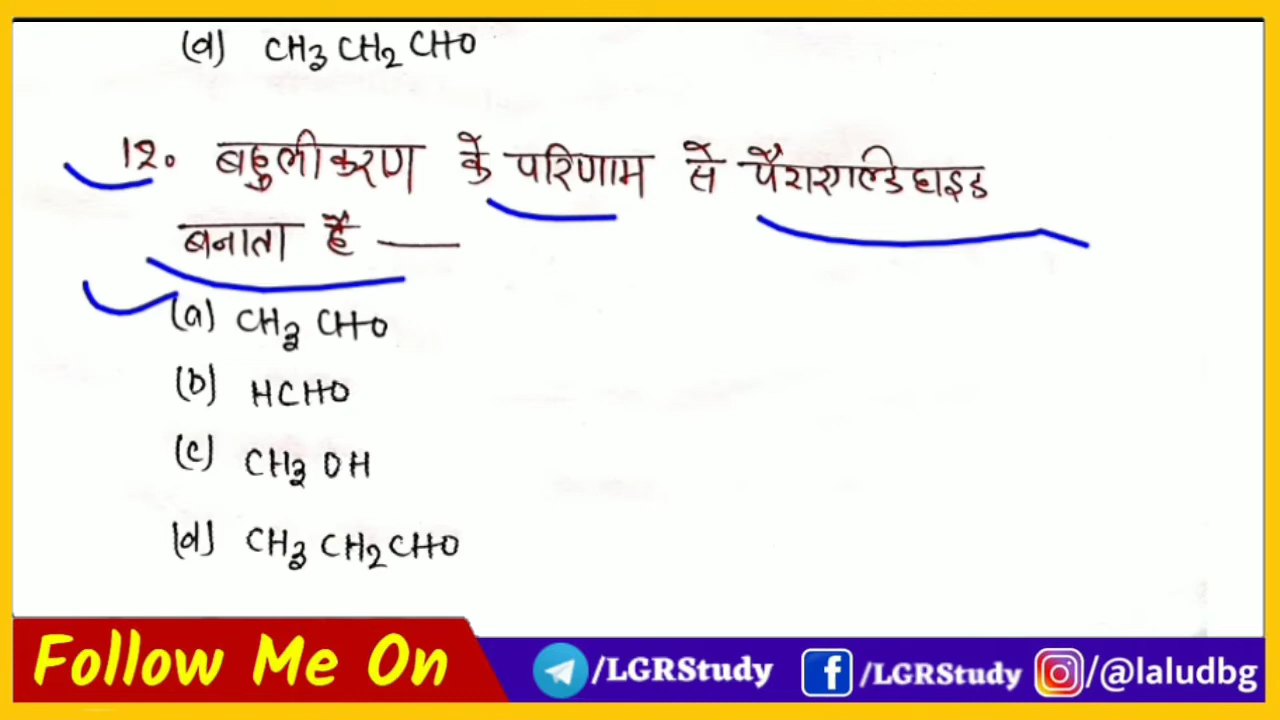 (d) CH3 CH2 CHO
12. बहुलीकरण के परिणाम से पैराएल्डिहाइड
बनाता है ——
(a) CH3 CHO
(b) HCHO
(c) CH3 OH
(d) CH3 CH2 CHO
Follow Me On /LGRStudy /LGRStudy /@laludbg